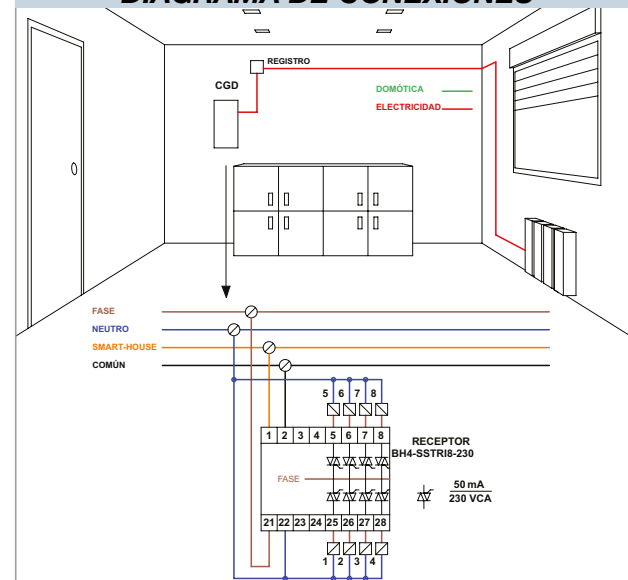 DIAGRAMA DE CONEXIONES
REGISTRO
CGD
DOMÓTICA
ELECTRICIDAD
FASE
NEUTRO
SMART-HOUSE
COMÚN
5 6 7 8
1 2 3 4 5 6 7 8
RECEPTOR
BH4-SSTRI8-230
FASE
50 mA
230 VCA
21 22 23 24 25 26 27 28
1 2 3 4